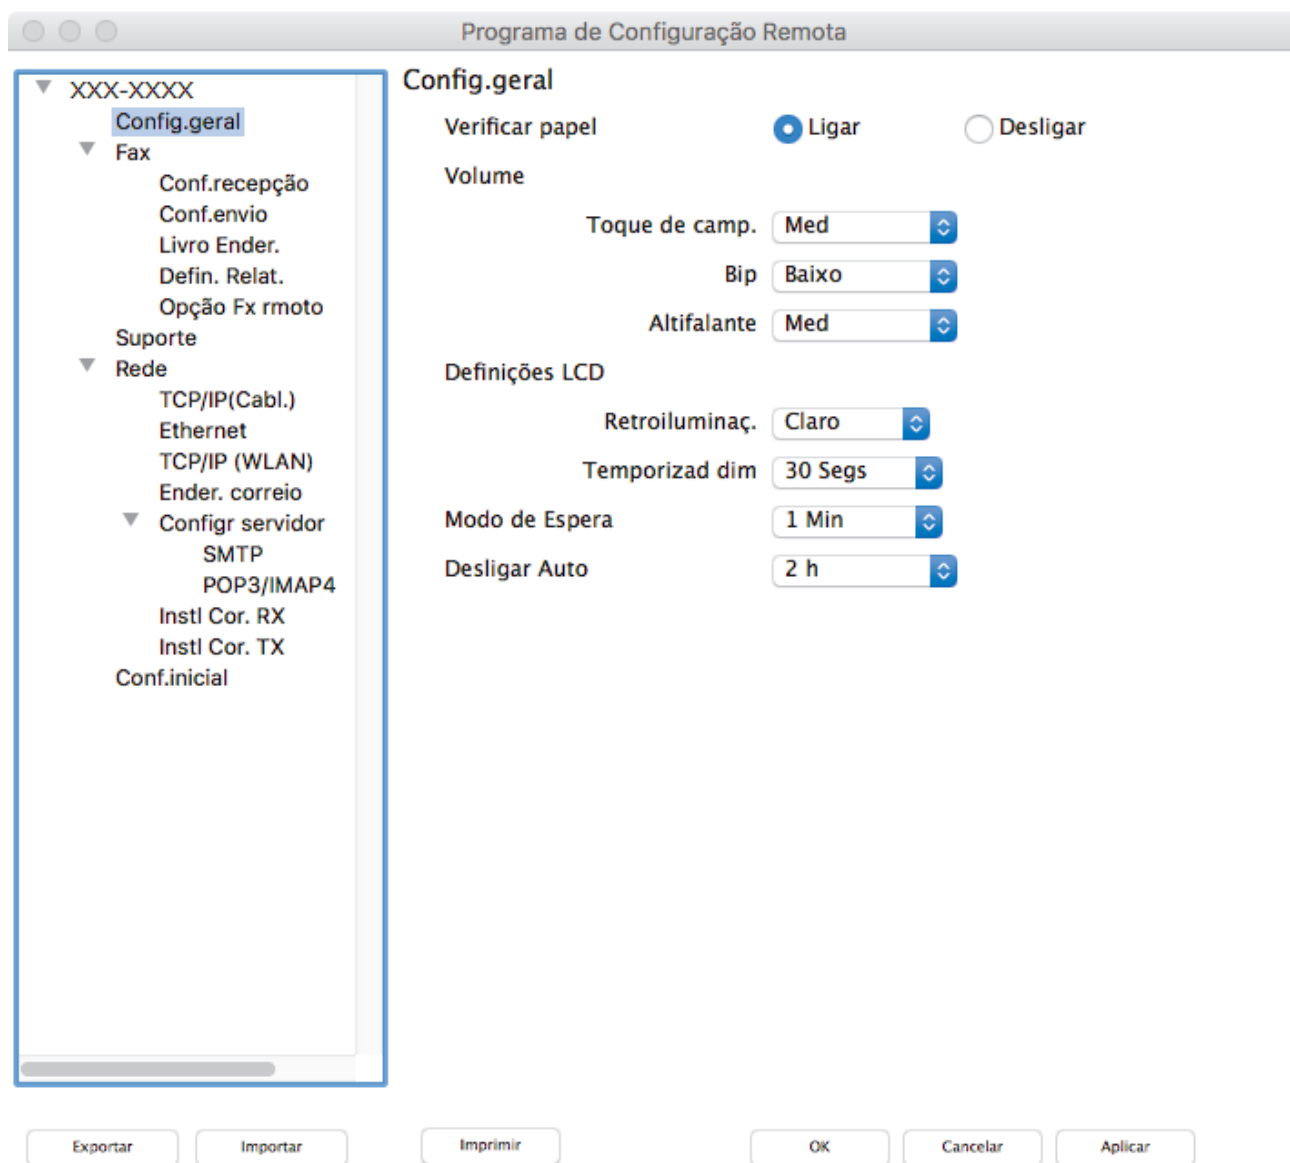 Programa de Configuração Remota
XXX-XXXX
Config.geral
Fax
Conf.recepção
Conf.envio
Livro Ender.
Defin. Relat.
Opção Fx rmoto
Suporte
Rede
TCP/IP(Cabl.)
Ethernet
TCP/IP (WLAN)
Ender. correio
Configr servidor
SMTP
POP3/IMAP4
Instl Cor. RX
Instl Cor. TX
Conf.inicial
Config.geral
Verificar papel Ligar Desligar
Volume
Toque de camp. Med
Bip Baixo
Altifalante Med
Definições LCD
Retroiluminaç. Claro
Temporizad dim 30 Segs
Modo de Espera 1 Min
Desligar Auto 2 h
Exportar Importar Imprimir OK Cancelar Aplicar